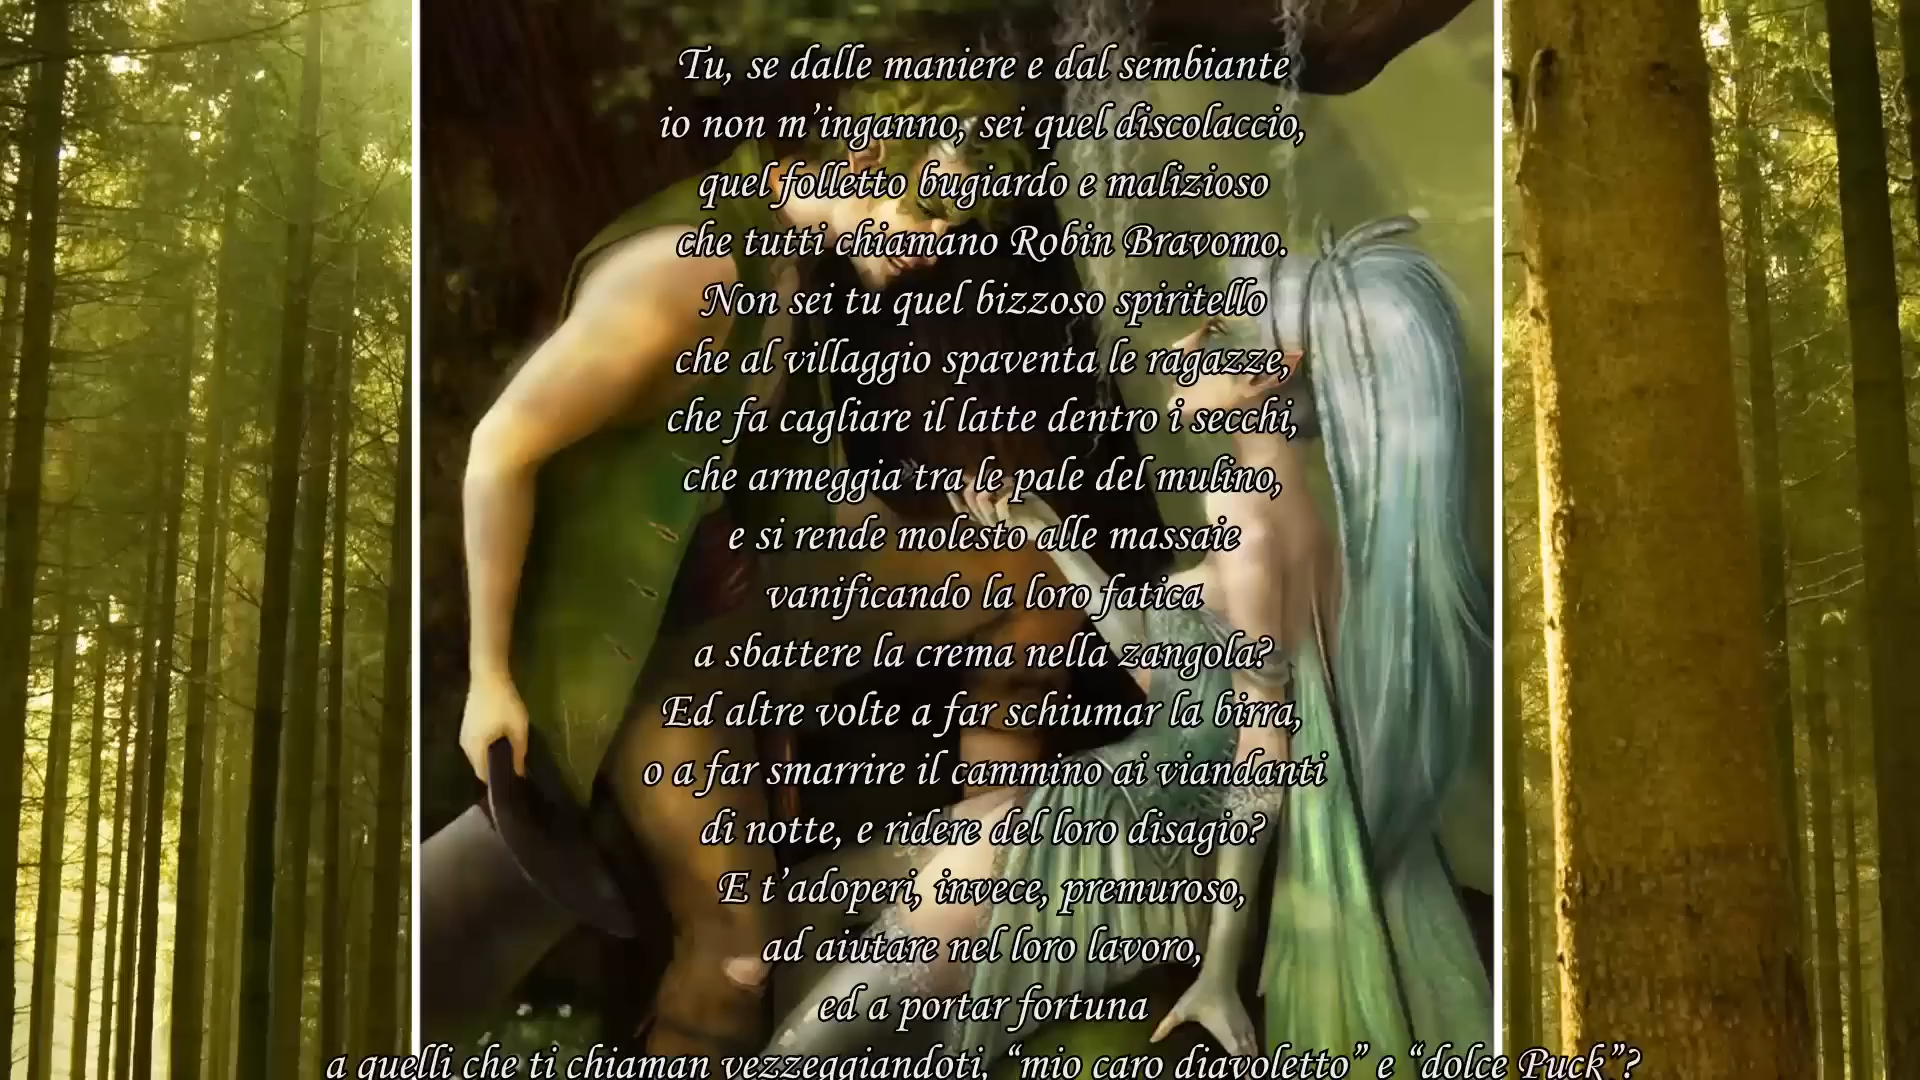 Tu, se dalle maniere e dal sembiante
io non m’inganno, sei quel discolaccio,
quel folletto bugiardo e malizioso
che tutti chiamano Robin Bravomo.
Non sei tu quel bizzoso spiritello
che al villaggio spaventa le ragazze,
che fa cagliare il latte dentro i secchi,
che armeggia tra le pale del mulino,
e si rende molesto alle massaie
vanificando la loro fatica
a sbattere la crema nella zangola?
Ed altre volte a far schiumar la birra,
o a far smarrire il cammino ai viandanti
di notte, e ridere del loro disagio?
E t’adoperi, invece, premuroso,
ad aiutare nel loro lavoro,
ed a portar fortuna
a quelli che ti chiaman vezzeggiandoti, “mio caro diavoletto” e “dolce Puck”?